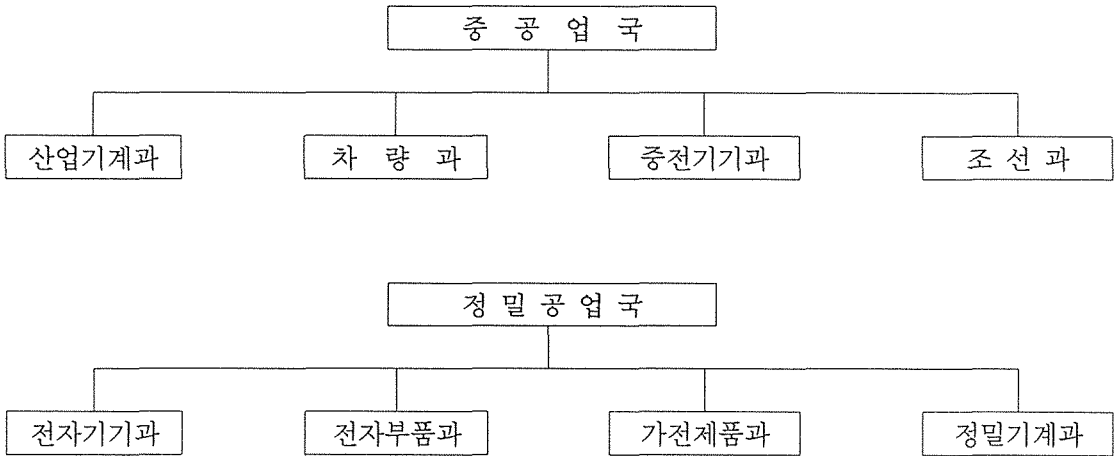 중 공 업 국
산업기계과 차 량 과 중전기기과 조 선 과
정 밀 공 업 국
전자기기과 전자부품과 가전제품과 정밀기계과